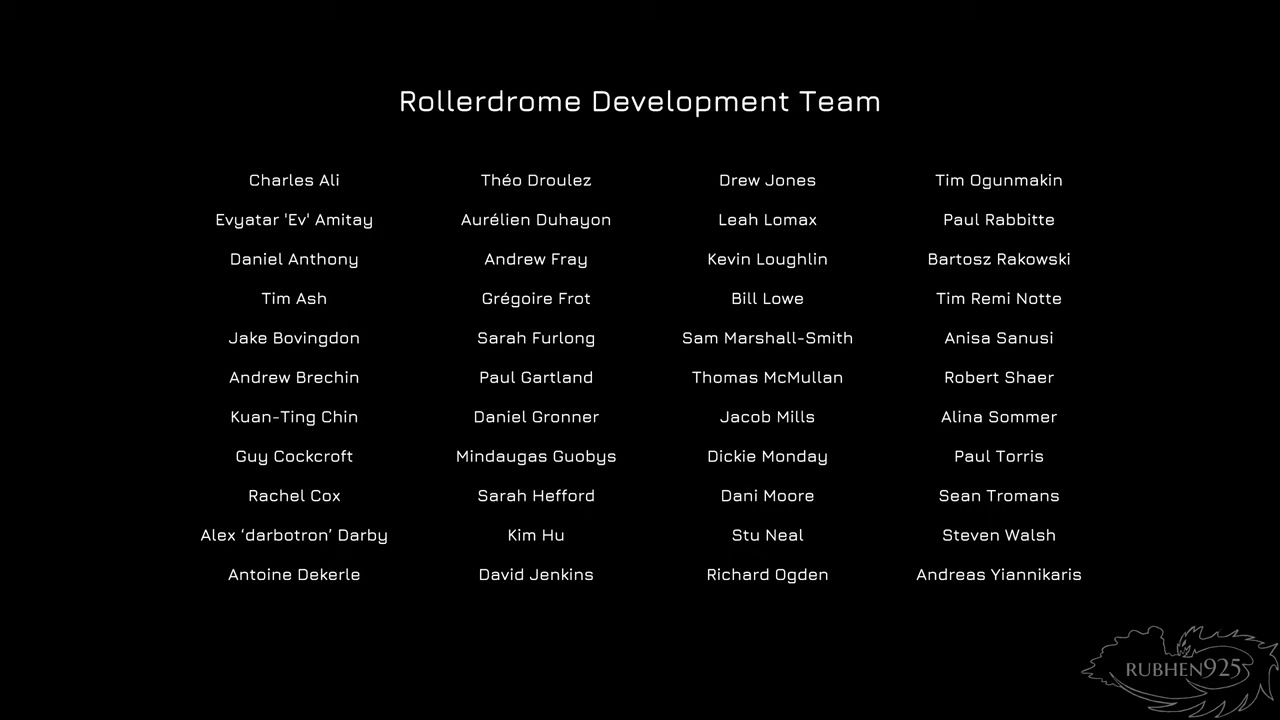 Rollerdrome Development Team
Charles Ali
Evyatar 'Ev' Amitay
Daniel Anthony
Tim Ash
Jake Bovingdon
Andrew Brechin
Kuan-Ting Chin
Guy Cockcroft
Rachel Cox
Alex ‘darbotron’ Darby
Antoine Dekerle
Théo Droulez
Aurélien Duhayon
Andrew Fray
Grégoire Frot
Sarah Furlong
Paul Gartland
Daniel Gronner
Mindaugas Guobys
Sarah Hefford
Kim Hu
David Jenkins
Drew Jones
Leah Lomax
Kevin Loughlin
Bill Lowe
Sam Marshall-Smith
Thomas McMullan
Jacob Mills
Dickie Monday
Dani Moore
Stu Neal
Richard Ogden
Tim Ogunmakin
Paul Rabbitte
Bartosz Rakowski
Tim Remi Notte
Anisa Sanusi
Robert Shaer
Alina Sommer
Paul Torris
Sean Tromans
Steven Walsh
Andreas Yiannikaris
RUBHEN925